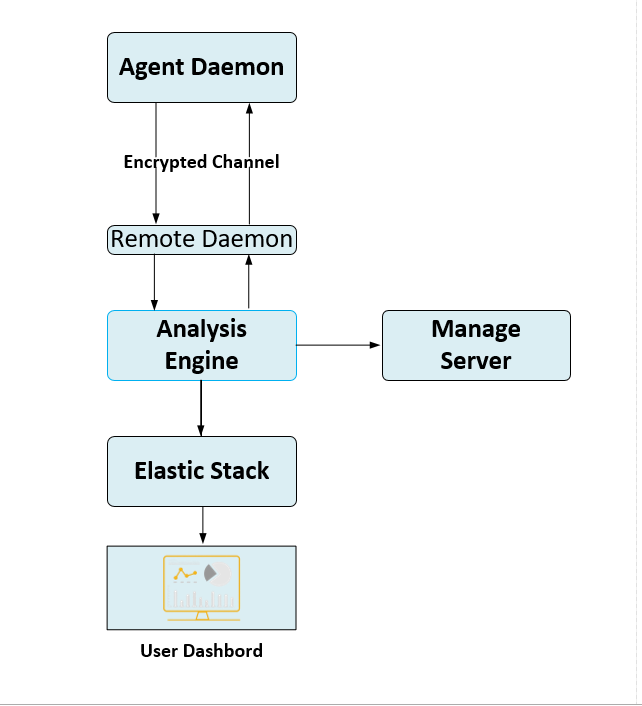 Agent Daemon
Encrypted Channel
Remote Daemon
Analysis
Engine
Manage
Server
Elastic Stack
User Dashbord